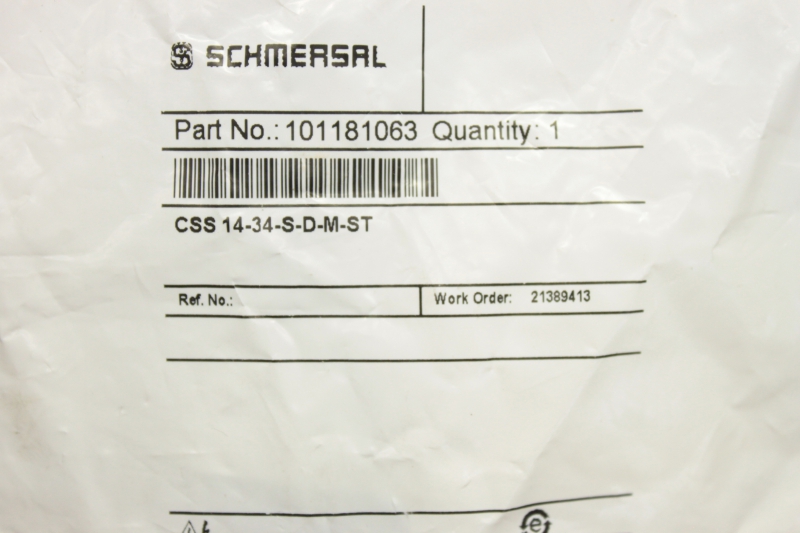 SCHMERSAL
Part No.: 101181063 Quantity: 1
CSS 14-34-S-D-M-ST
Ref. No.: Work Order: 21389413